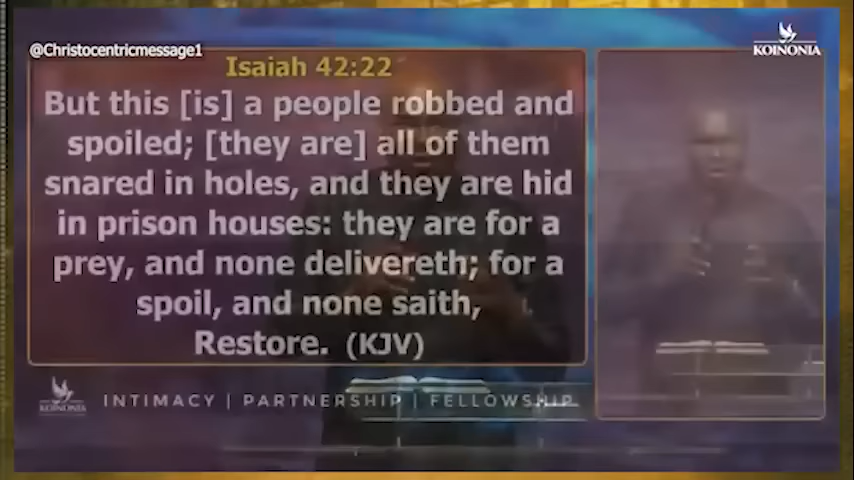 @Christocentricmessage1
KOINONIA
Isaiah 42:22
But this [is] a people robbed and
spoiled; [they are] all of them
snared in holes, and they are hid
in prison houses: they are for a
prey, and none delivereth; for a
spoil, and none saith,
Restore. (KJV)
KOINONIA
INTIMACY | PARTNERSHIP | FELLOWSHIP